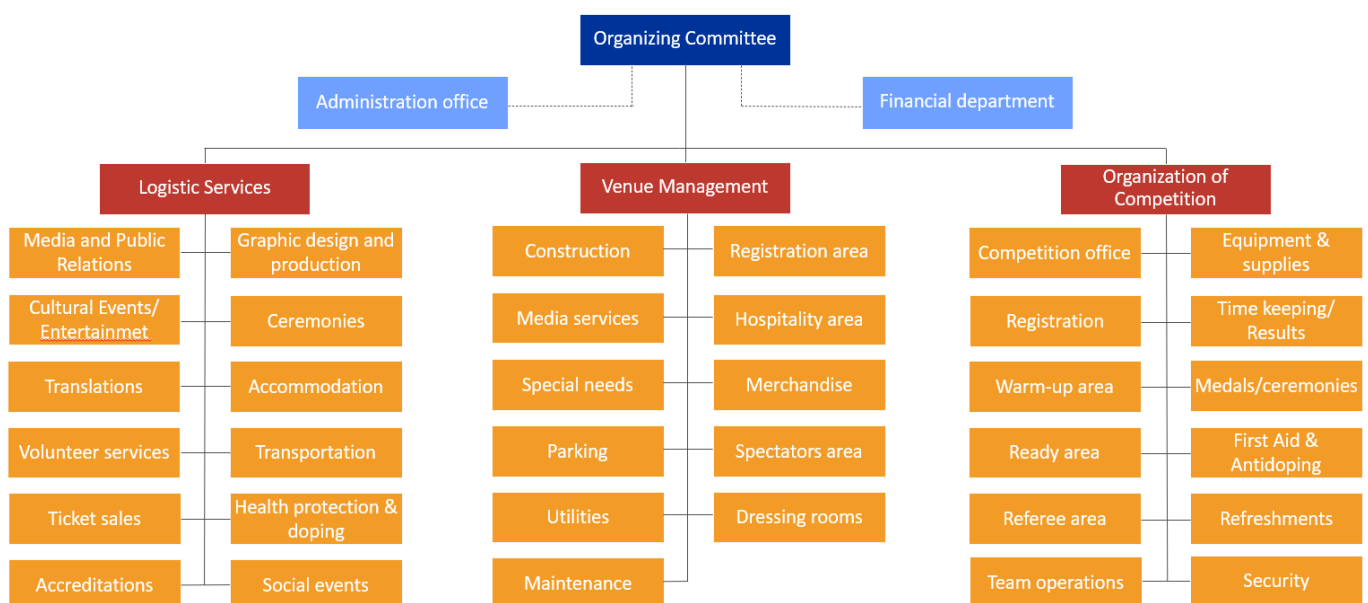 Organizing Committee
Administration office
Financial department
Logistic Services
Venue Management
Organization of
Competition
Media and Public
Relations
Graphic design and
production
Cultural Events/
Entertainmet
Ceremonies
Translations
Accommodation
Volunteer services
Transportation
Ticket sales
Health protection &
doping
Accreditations
Social events
Construction
Registration area
Media services
Hospitality area
Special needs
Merchandise
Parking
Spectators area
Utilities
Dressing rooms
Maintenance
Competition office
Equipment &
supplies
Registration
Time keeping/
Results
Warm-up area
Medals/ceremonies
Ready area
First Aid &
Antidoping
Referee area
Refreshments
Team operations
Security